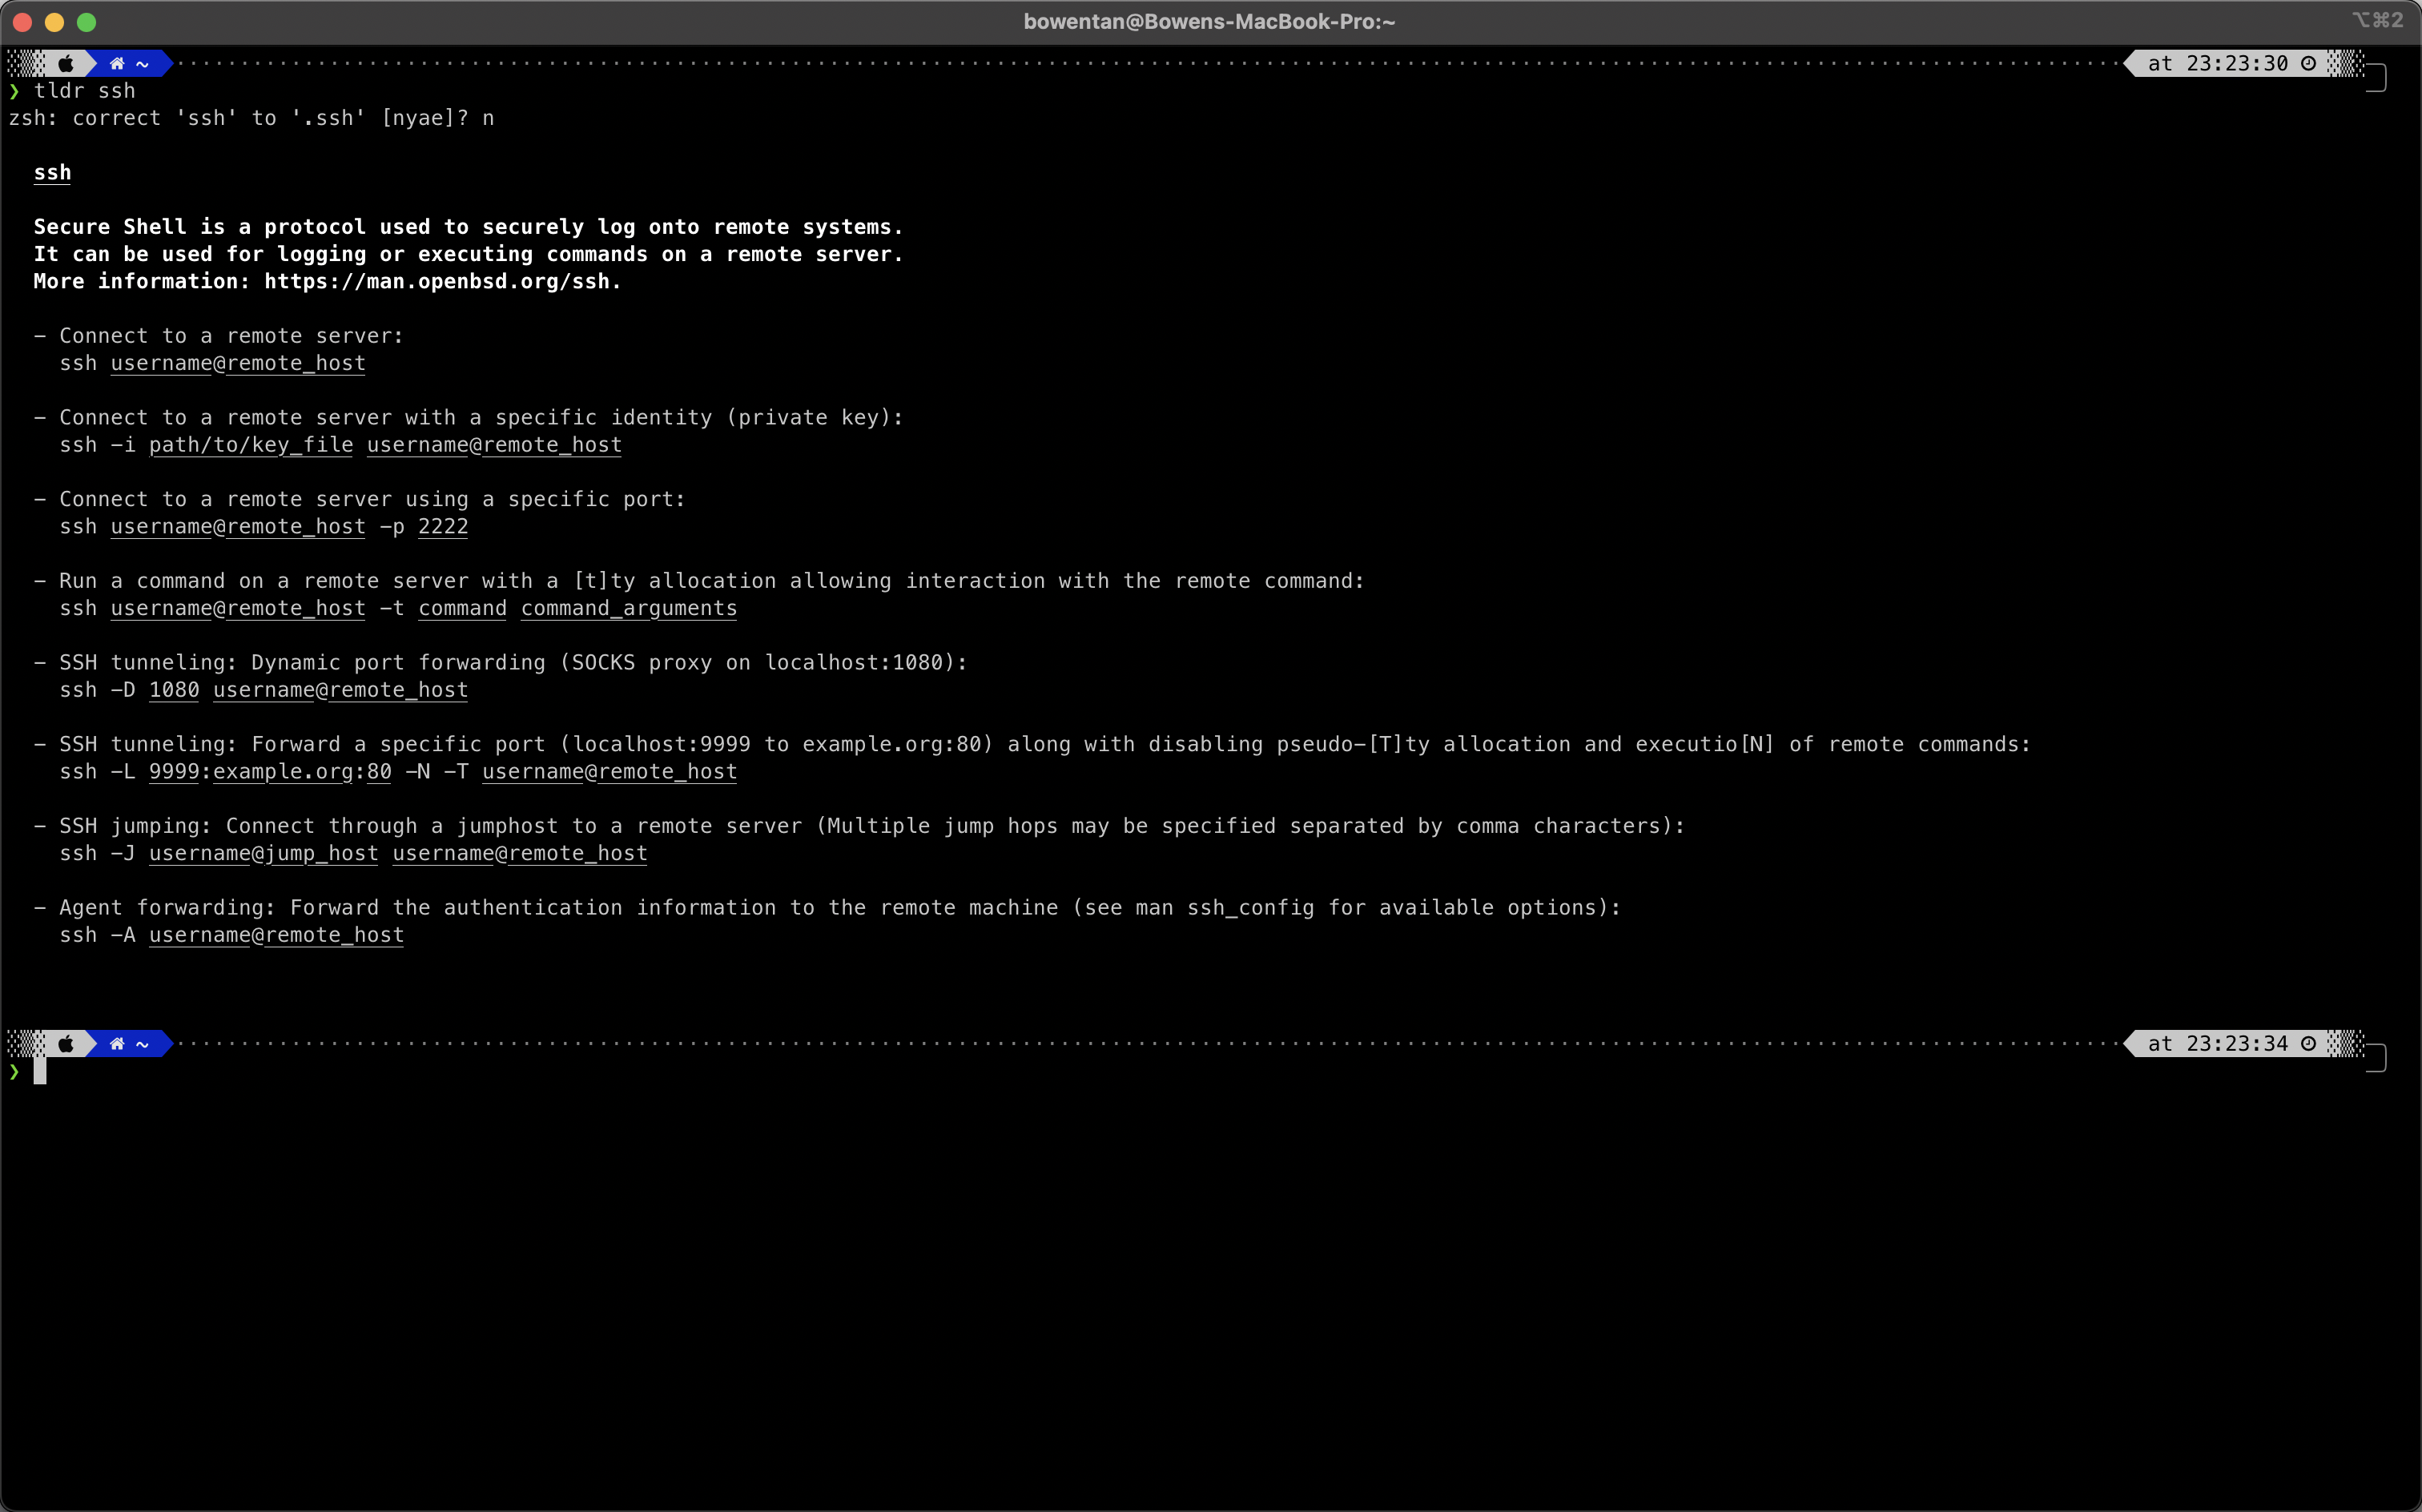 bowentan@Bowens-MacBook-Pro:~
⌥⌘2
~ at 23:23:30
❯ tldr ssh
zsh: correct 'ssh' to '.ssh' [nyae]? n
ssh
Secure Shell is a protocol used to securely log onto remote systems.
It can be used for logging or executing commands on a remote server.
More information: https://man.openbsd.org/ssh.
- Connect to a remote server:
ssh username@remote_host
- Connect to a remote server with a specific identity (private key):
ssh -i path/to/key_file username@remote_host
- Connect to a remote server using a specific port:
ssh username@remote_host -p 2222
- Run a command on a remote server with a [t]ty allocation allowing interaction with the remote command:
ssh username@remote_host -t command command_arguments
- SSH tunneling: Dynamic port forwarding (SOCKS proxy on localhost:1080):
ssh -D 1080 username@remote_host
- SSH tunneling: Forward a specific port (localhost:9999 to example.org:80) along with disabling pseudo-[T]ty allocation and executio[N] of remote commands:
ssh -L 9999:example.org:80 -N -T username@remote_host
- SSH jumping: Connect through a jumphost to a remote server (Multiple jump hops may be specified separated by comma characters):
ssh -J username@jump_host username@remote_host
- Agent forwarding: Forward the authentication information to the remote machine (see man ssh_config for available options):
ssh -A username@remote_host
~ at 23:23:34
❯